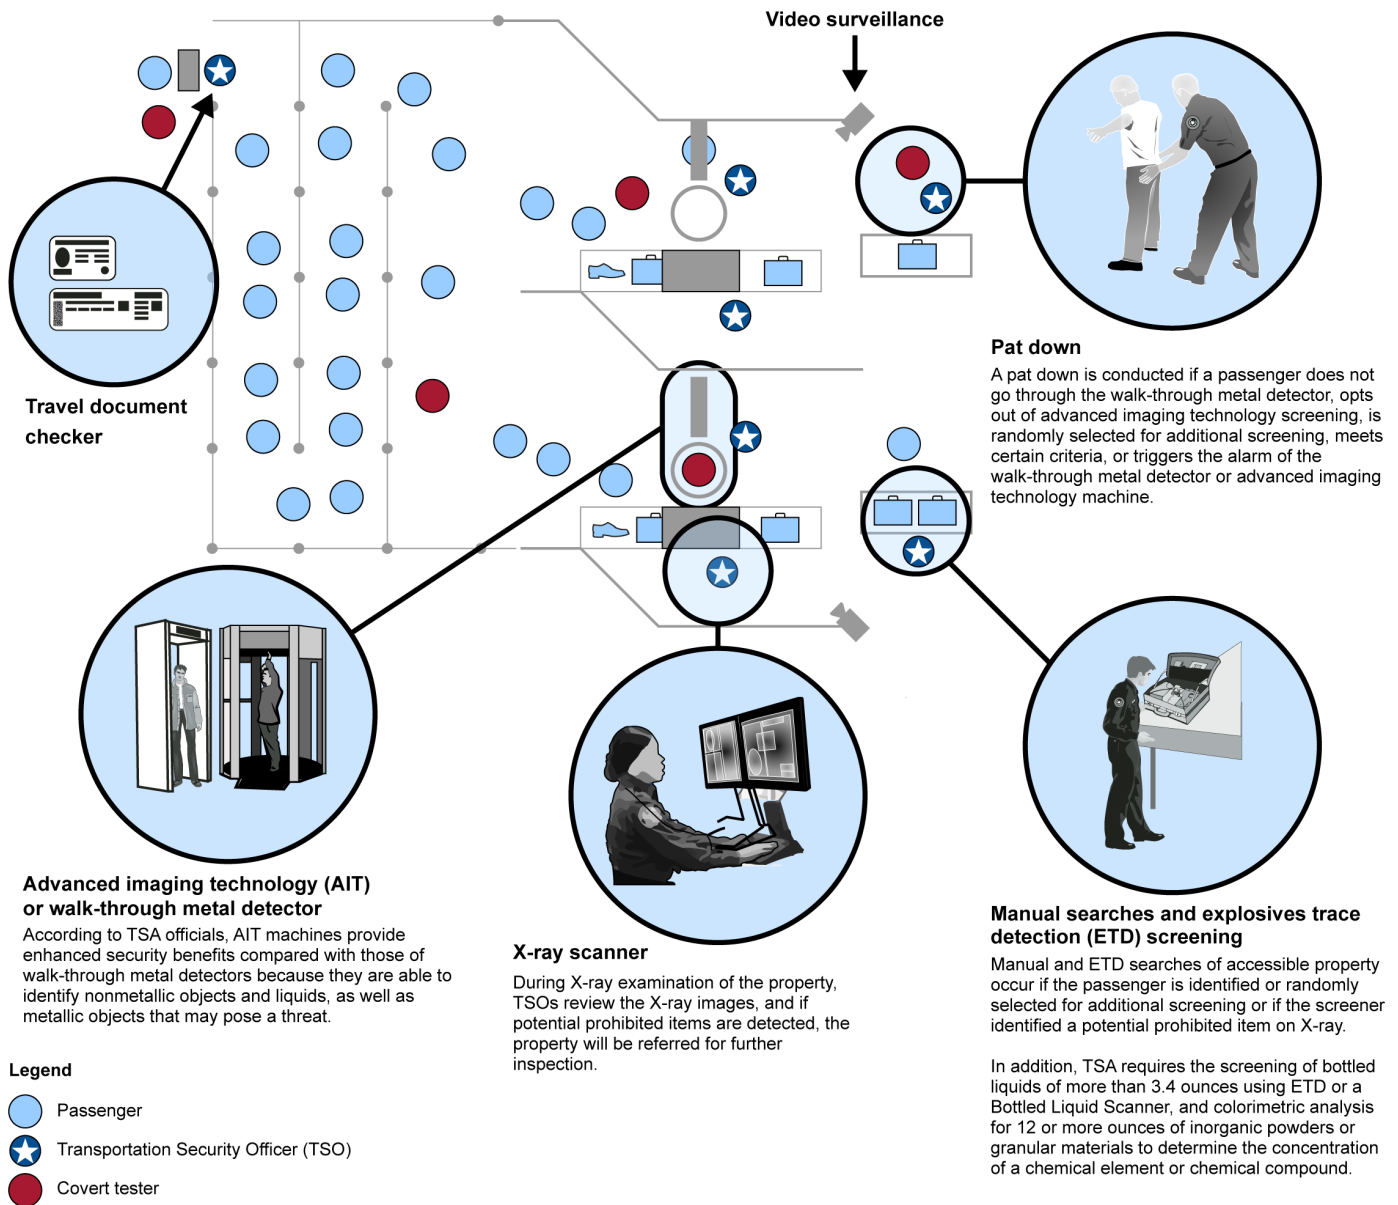 Video surveillance
Travel document
checker
Pat down
A pat down is conducted if a passenger does not
go through the walk-through metal detector, opts
out of advanced imaging technology screening, is
randomly selected for additional screening, meets
certain criteria, or triggers the alarm of the
walk-through metal detector or advanced imaging
technology machine.
Advanced imaging technology (AIT)
or walk-through metal detector
According to TSA officials, AIT machines provide
enhanced security benefits compared with those of
walk-through metal detectors because they are able to
identify nonmetallic objects and liquids, as well as
metallic objects that may pose a threat.
X-ray scanner
During X-ray examination of the property,
TSOs review the X-ray images, and if
potential prohibited items are detected, the
property will be referred for further
inspection.
Manual searches and explosives trace
detection (ETD) screening
Manual and ETD searches of accessible property
occur if the passenger is identified or randomly
selected for additional screening or if the screener
identified a potential prohibited item on X-ray.
In addition, TSA requires the screening of bottled
liquids of more than 3.4 ounces using ETD or a
Bottled Liquid Scanner, and colorimetric analysis
for 12 or more ounces of inorganic powders or
granular materials to determine the concentration
of a chemical element or chemical compound.
Legend
Passenger
Transportation Security Officer (TSO)
Covert tester